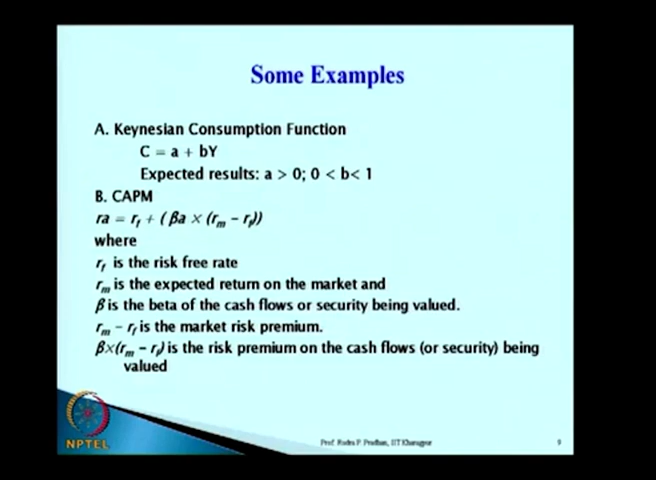 Some Examples
A. Keynesian Consumption Function
C = a + bY
Expected results: a > 0; 0 < b< 1
B. CAPM
ra = rf + ( βa × (rm − rf))
where
rf is the risk free rate
rm is the expected return on the market and
β is the beta of the cash flows or security being valued.
rm − rf is the market risk premium.
β×(rm − rf) is the risk premium on the cash flows (or security) being
valued
NPTEL
Prof. Rudra P. Pradhan, IIT Kharagpur
9